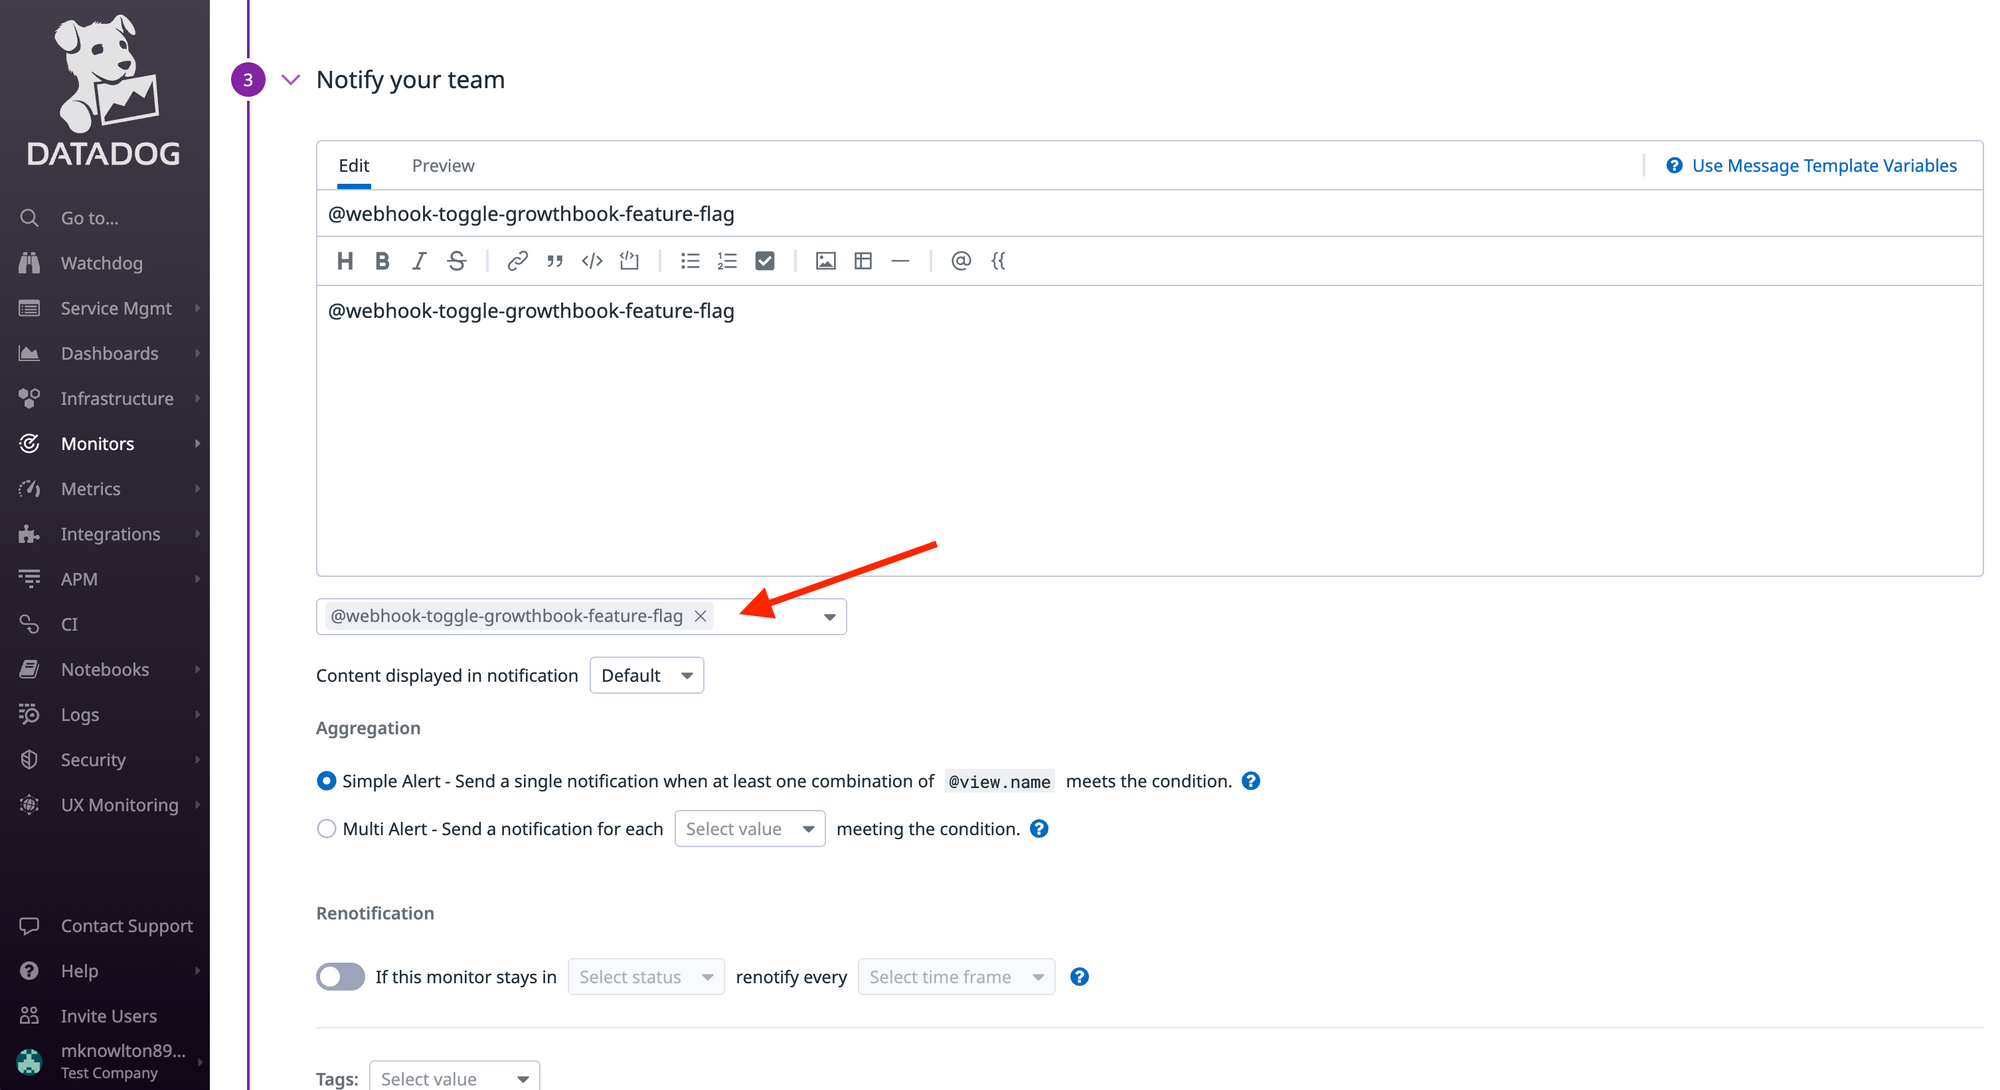 DATADOG
Go to...
Watchdog
Service Mgmt
Dashboards
Infrastructure
Monitors
Metrics
Integrations
APM
CI
Notebooks
Logs
Security
UX Monitoring
Contact Support
Help
Invite Users
mknowlton89...
Test Company
3 Notify your team
Edit Preview Use Message Template Variables
@webhook-toggle-growthbook-feature-flag
H B I S @ {{
@webhook-toggle-growthbook-feature-flag
@webhook-toggle-growthbook-feature-flag
Content displayed in notification Default
Aggregation
Simple Alert - Send a single notification when at least one combination of @view.name meets the condition.
Multi Alert - Send a notification for each Select value meeting the condition.
Renotification
If this monitor stays in Select status renotify every Select time frame
Tags: Select value